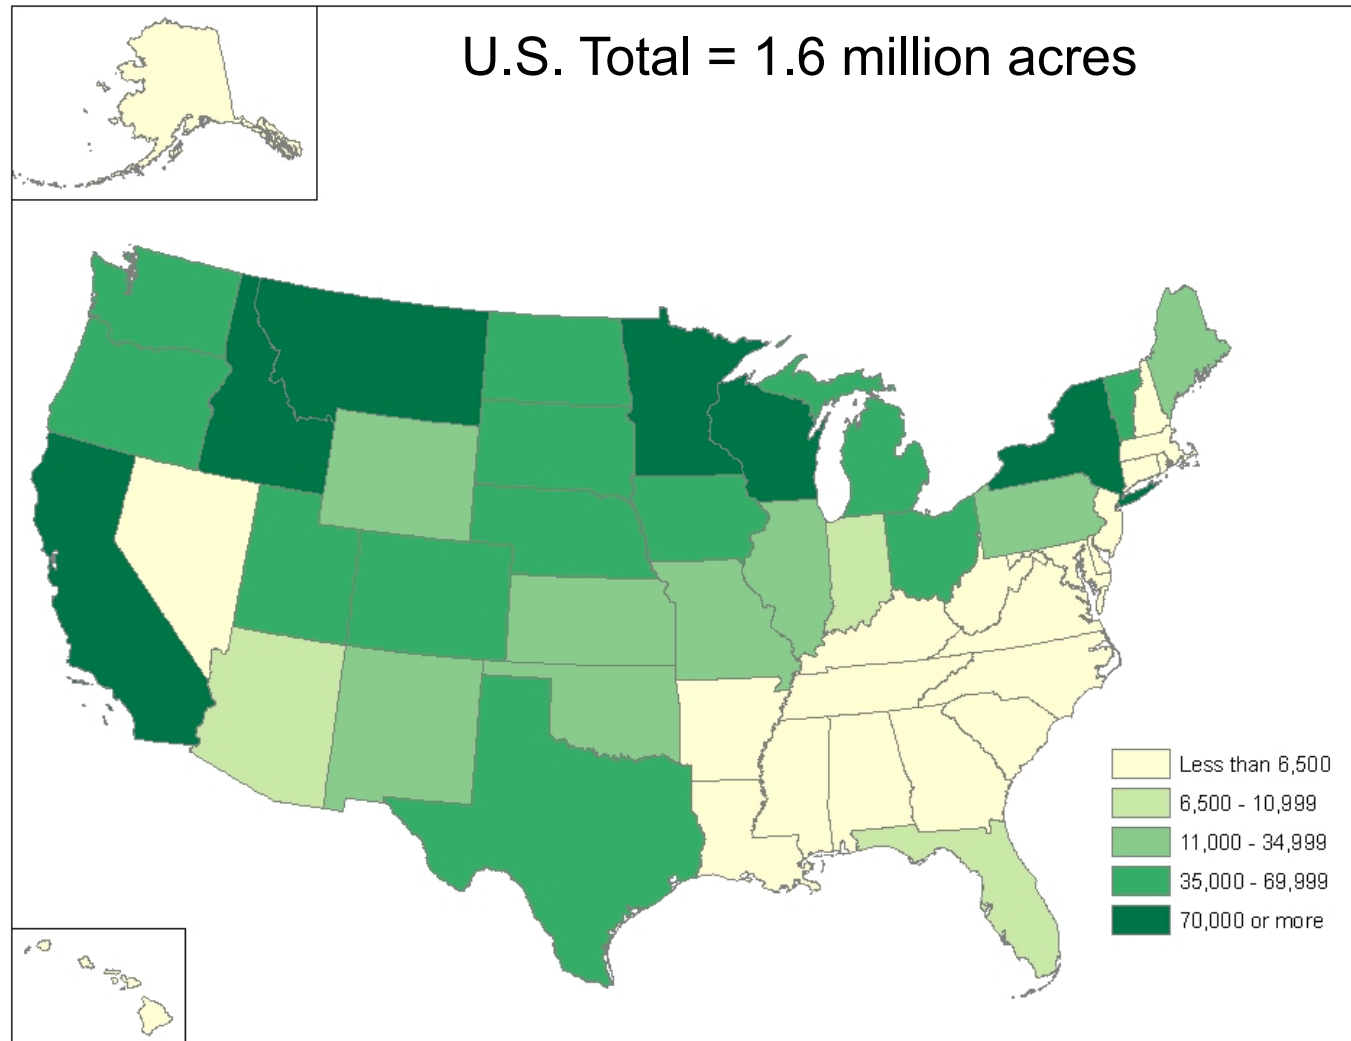 U.S. Total = 1.6 million acres
Less than 6,500
6,500 - 10,999
11,000 - 34,999
35,000 - 69,999
70,000 or more